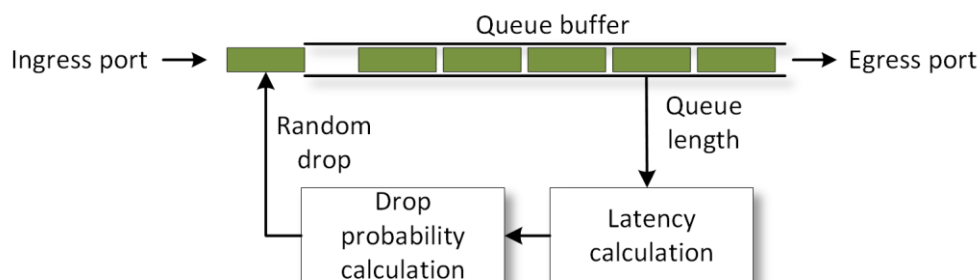 Queue buffer
Ingress port
Egress port
Random
drop
Queue
length
Drop
probability
calculation
Latency
calculation